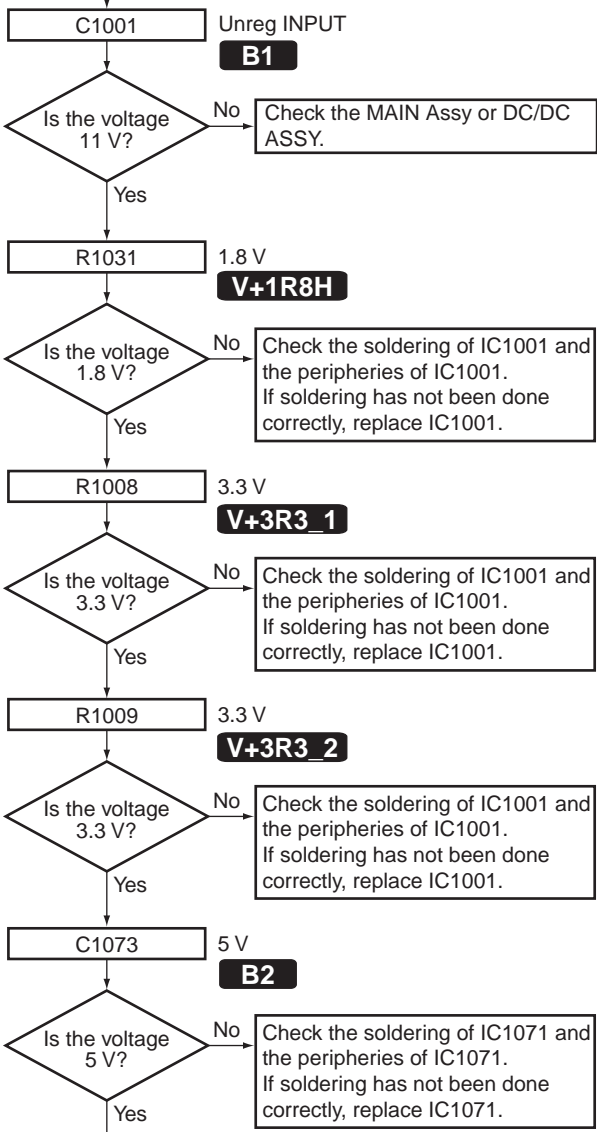 C1001
Unreg INPUT
B1
Is the voltage
11 V?
No
Check the MAIN Assy or DC/DC
ASSY.
Yes
R1031
1.8 V
V+1R8H
Is the voltage
1.8 V?
No
Check the soldering of IC1001 and
the peripheries of IC1001.
If soldering has not been done
correctly, replace IC1001.
Yes
R1008
3.3 V
V+3R3_1
Is the voltage
3.3 V?
No
Check the soldering of IC1001 and
the peripheries of IC1001.
If soldering has not been done
correctly, replace IC1001.
Yes
R1009
3.3 V
V+3R3_2
Is the voltage
3.3 V?
No
Check the soldering of IC1001 and
the peripheries of IC1001.
If soldering has not been done
correctly, replace IC1001.
Yes
C1073
5 V
B2
Is the voltage
5 V?
No
Check the soldering of IC1071 and
the peripheries of IC1071.
If soldering has not been done
correctly, replace IC1071.
Yes